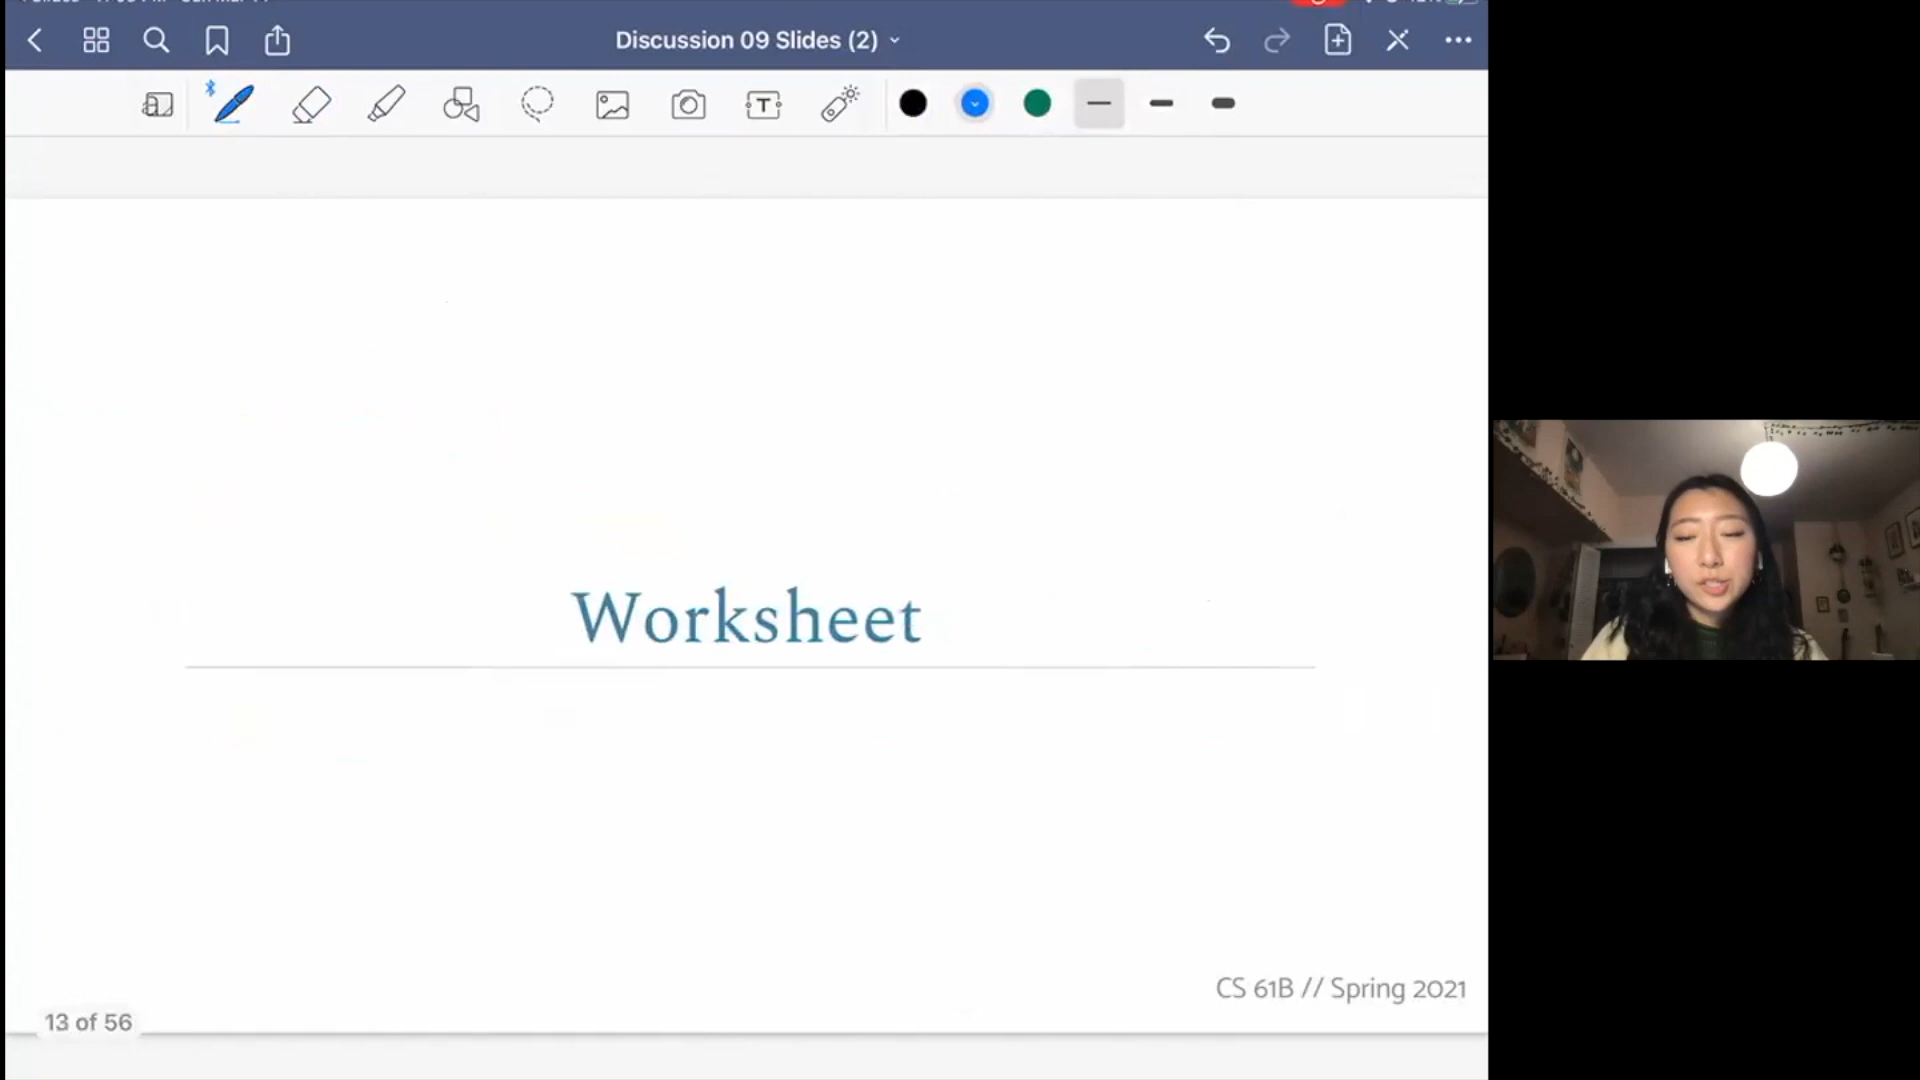 Discussion 09 Slides (2)
T
Worksheet
CS 61B // Spring 2021
13 of 56